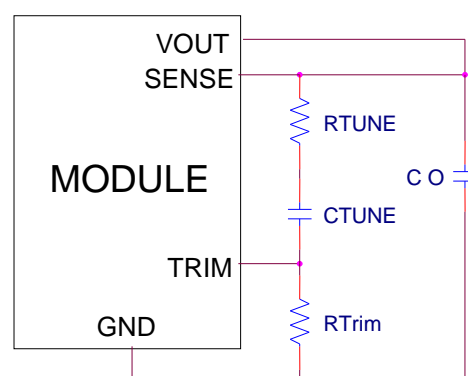 VOUT
SENSE
RTUNE
MODULE
C O
CTUNE
TRIM
RTrim
GND